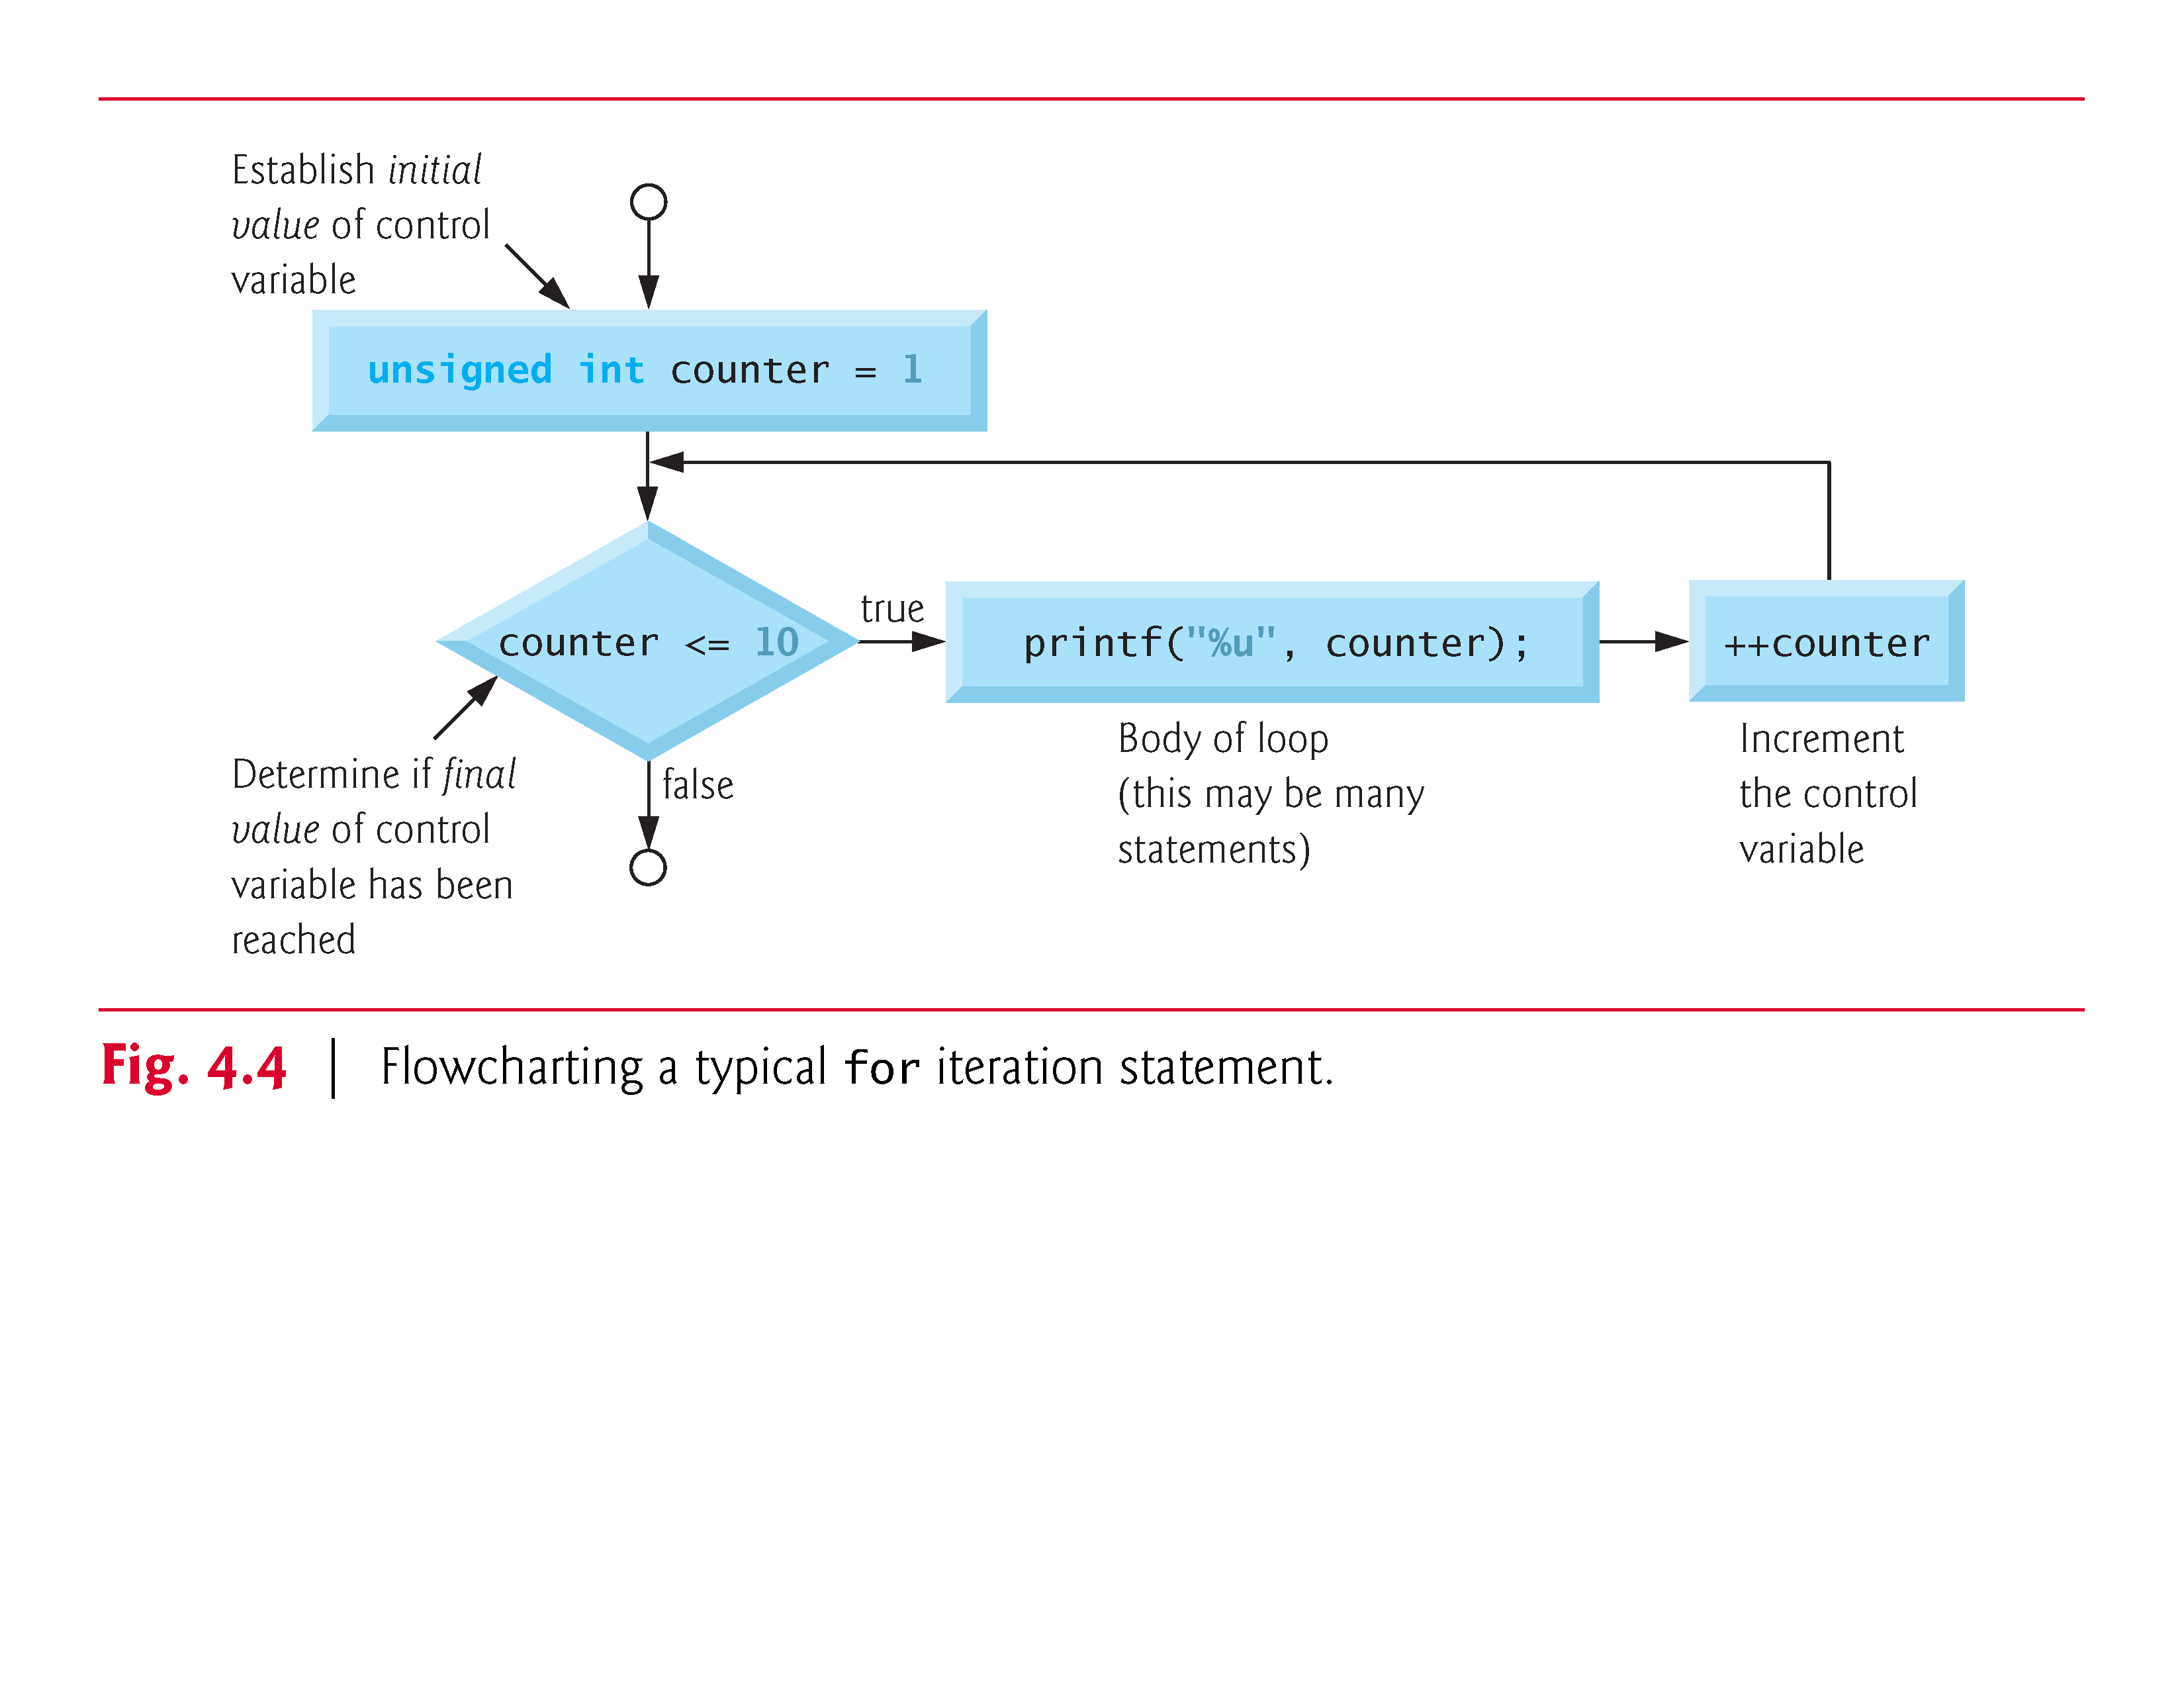 Establish initial
value of control
variable
unsigned int counter = 1
counter <= 10
true
printf("%u", counter);
++counter
false
Determine if final
value of control
variable has been
reached
Body of loop
(this may be many
statements)
Increment
the control
variable
Fig. 4.4 | Flowcharting a typical for iteration statement.